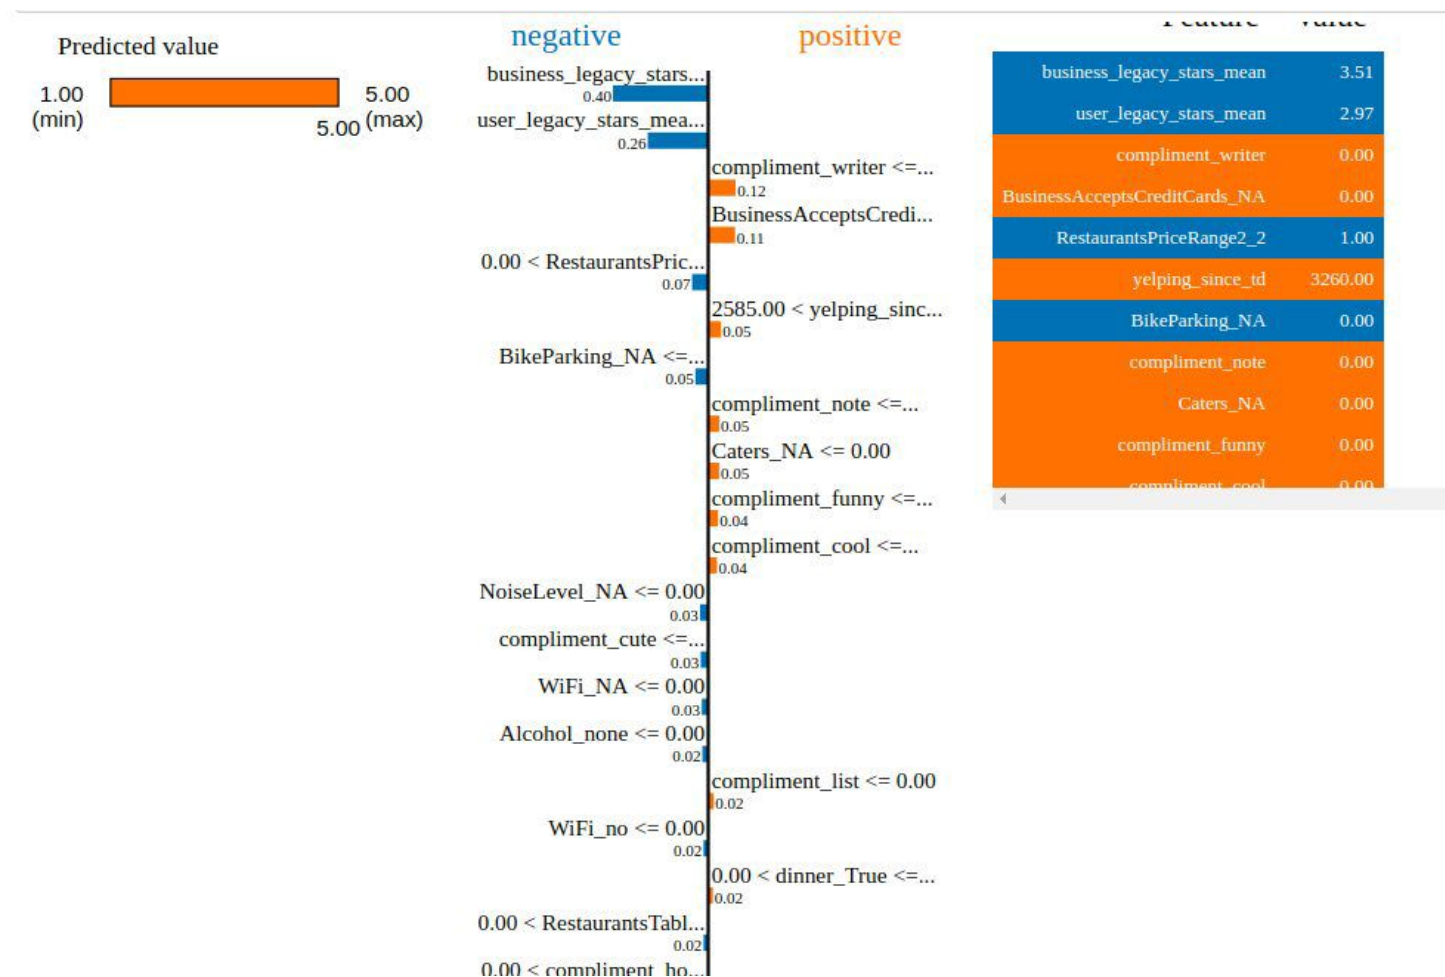 Predicted value
1.00
(min)
5.00
(max)
5.00
negative
positive
business_legacy_stars...
0.40
user_legacy_stars_mea...
0.26
compliment_writer <=...
0.12
BusinessAcceptsCredi...
0.11
0.00 < RestaurantsPric...
0.07
2585.00 < yelping_sinc...
0.05
BikeParking_NA <=...
0.05
compliment_note <=...
0.05
Caters_NA <= 0.00
0.05
compliment_funny <=...
0.04
compliment_cool <=...
0.04
NoiseLevel_NA <= 0.00
0.03
compliment_cute <=...
0.03
WiFi_NA <= 0.00
0.03
Alcohol_none <= 0.00
0.02
compliment_list <= 0.00
0.02
WiFi_no <= 0.00
0.02
0.00 < dinner_True <=...
0.02
0.00 < RestaurantsTabl...
0.02
0.00 < compliment_ho...
Feature Value
business_legacy_stars_mean 3.51
user_legacy_stars_mean 2.97
compliment_writer 0.00
BusinessAcceptsCreditCards_NA 0.00
RestaurantsPriceRange2_2 1.00
yelping_since_td 3260.00
BikeParking_NA 0.00
compliment_note 0.00
Caters_NA 0.00
compliment_funny 0.00
compliment_cool 0.00